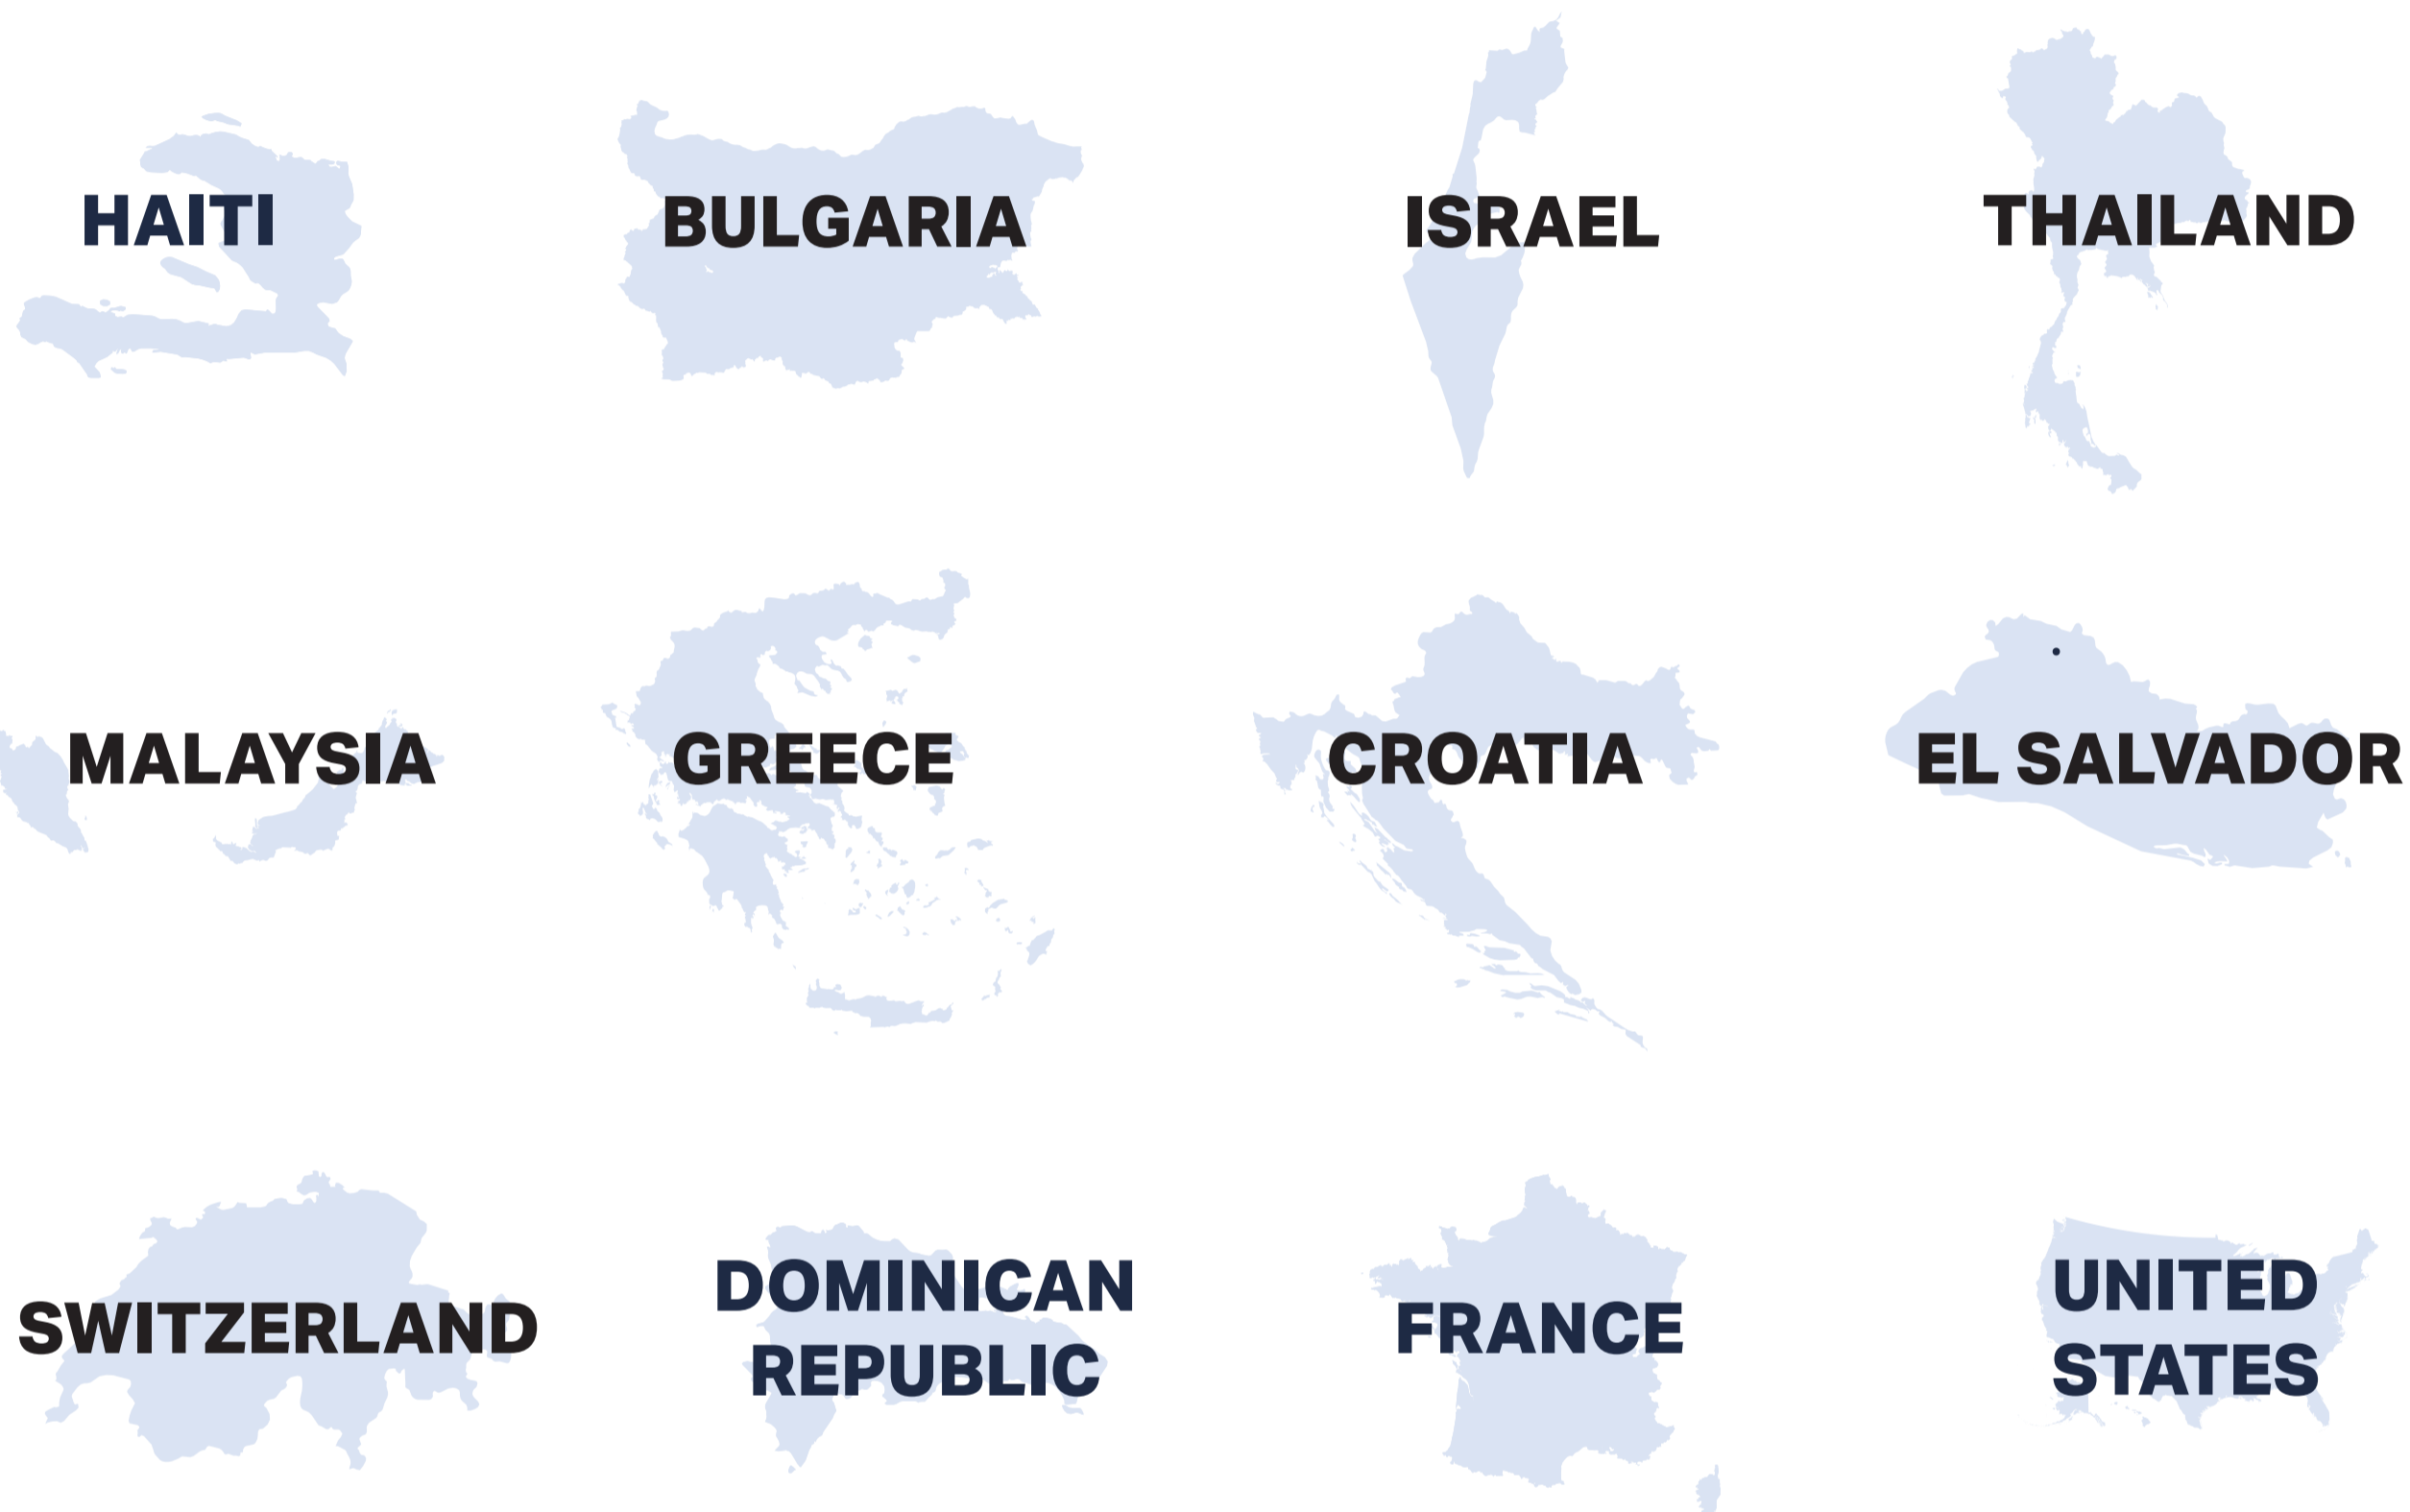 HAITI
BULGARIA
ISRAEL
THAILAND
MALAYSIA
GREECE
CROATIA
EL SALVADOR
SWITZERLAND
DOMINICAN
REPUBLIC
FRANCE
UNITED
STATES